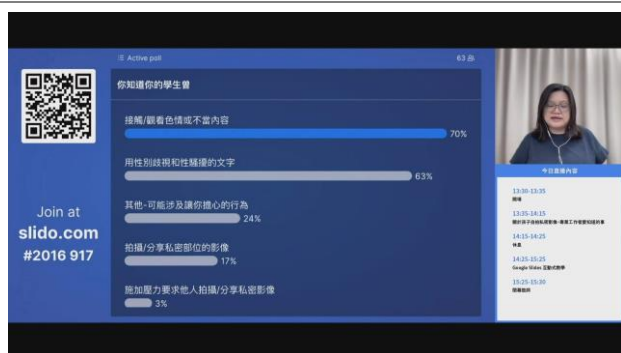 Active poll
63
你知道你的學生曾
接觸/觀看色情或不當內容
70%
用性別歧視和性騷擾的文字
63%
其他-可能涉及讓你擔心的行為
24%
拍攝/分享私密部位的影像
17%
施加壓力要求他人拍攝/分享私密影像
3%
Join at
slido.com
#2016 917
今日直播內容
13:30-13:35
開場
13:35-14:15
14:15-14:25
休息
14:25-15:25
Google Slides 互動式教學
15:25-15:30